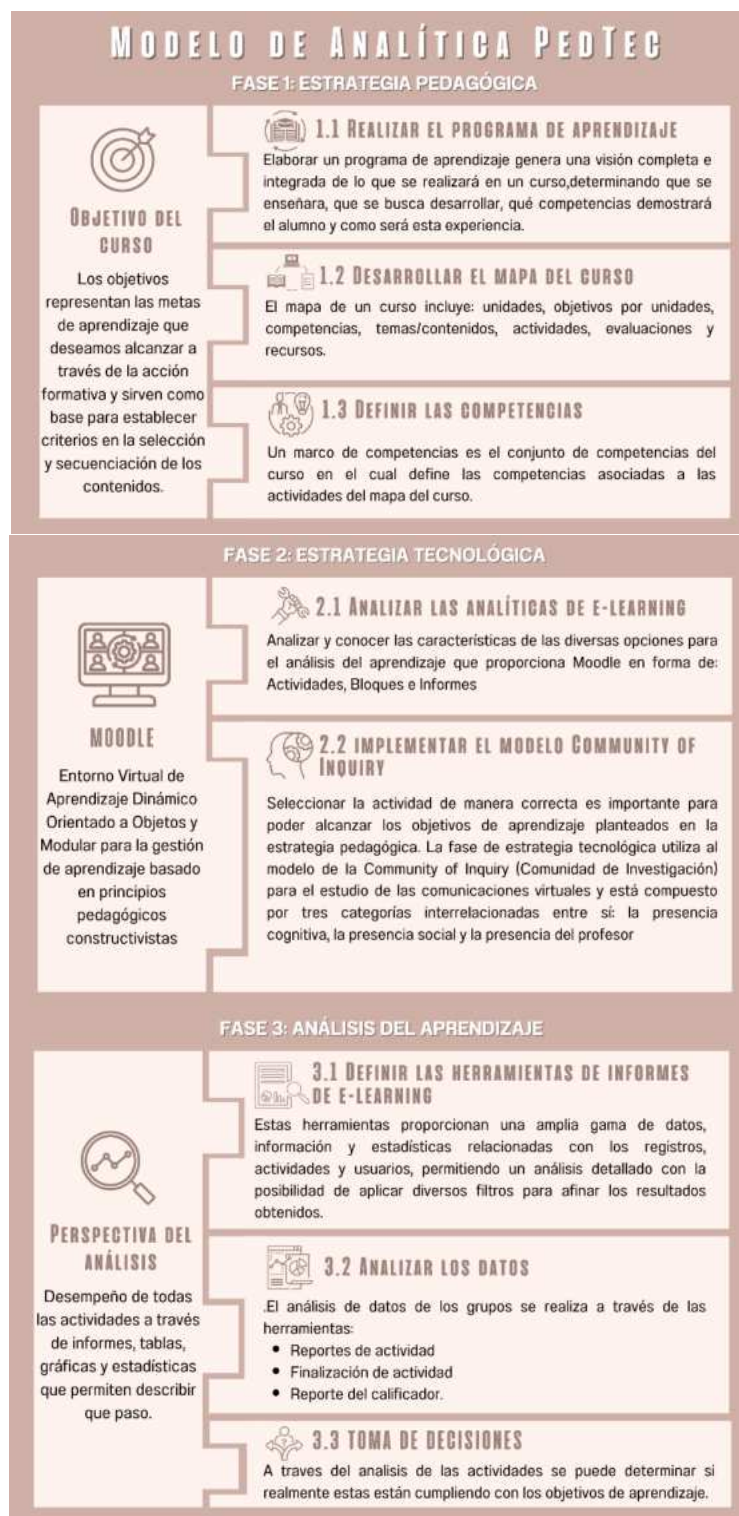 MODELO DE ANALÍTICA PEDTEC
FASE 1: ESTRATEGIA PEDAGÓGICA
OBJETIVO DEL
CURSO
Los objetivos
representan las metas
de aprendizaje que
deseamos alcanzar a
través de la acción
formativa y sirven como
base para establecer
criterios en la selección
y secuenciación de los
contenidos.
1.1 REALIZAR EL PROGRAMA DE APRENDIZAJE
Elaborar un programa de aprendizaje genera una visión completa e
integrada de lo que se realizará en un curso,determinando que se
enseñara, que se busca desarrollar, qué competencias demostrará
el alumno y como será esta experiencia.
1.2 DESARROLLAR EL MAPA DEL CURSO
El mapa de un curso incluye: unidades, objetivos por unidades,
competencias, temas/contenidos, actividades, evaluaciones y
recursos.
1.3 DEFINIR LAS COMPETENCIAS
Un marco de competencias es el conjunto de competencias del
curso en el cual define las competencias asociadas a las
actividades del mapa del curso.
FASE 2: ESTRATEGIA TECNOLÓGICA
MOODLE
Entorno Virtual de
Aprendizaje Dinámico
Orientado a Objetos y
Modular para la gestión
de aprendizaje basado
en principios
pedagógicos
constructivistas
2.1 ANALIZAR LAS ANALÍTICAS DE E-LEARNING
Analizar y conocer las características de las diversas opciones para
el análisis del aprendizaje que proporciona Moodle en forma de:
Actividades, Bloques e Informes
2.2 IMPLEMENTAR EL MODELO COMMUNITY OF
INQUIRY
Seleccionar la actividad de manera correcta es importante para
poder alcanzar los objetivos de aprendizaje planteados en la
estrategia pedagógica. La fase de estrategia tecnológica utiliza al
modelo de la Community of Inquiry (Comunidad de Investigación)
para el estudio de las comunicaciones virtuales y está compuesto
por tres categorías interrelacionadas entre sí: la presencia
cognitiva, la presencia social y la presencia del profesor
FASE 3: ANÁLISIS DEL APRENDIZAJE
PERSPECTIVA DEL
ANÁLISIS
Desempeño de todas
las actividades a través
de informes, tablas,
gráficas y estadísticas
que permiten describir
que paso.
3.1 DEFINIR LAS HERRAMIENTAS DE INFORMES
DE E-LEARNING
Estas herramientas proporcionan una amplia gama de datos,
información y estadísticas relacionadas con los registros,
actividades y usuarios, permitiendo un análisis detallado con la
posibilidad de aplicar diversos filtros para afinar los resultados
obtenidos.
3.2 ANALIZAR LOS DATOS
.El análisis de datos de los grupos se realiza a través de las
herramientas:
• Reportes de actividad
• Finalización de actividad
• Reporte del calificador.
3.3 TOMA DE DECISIONES
A traves del analisis de las actividades se puede determinar si
realmente estas están cumpliendo con los objetivos de aprendizaje.